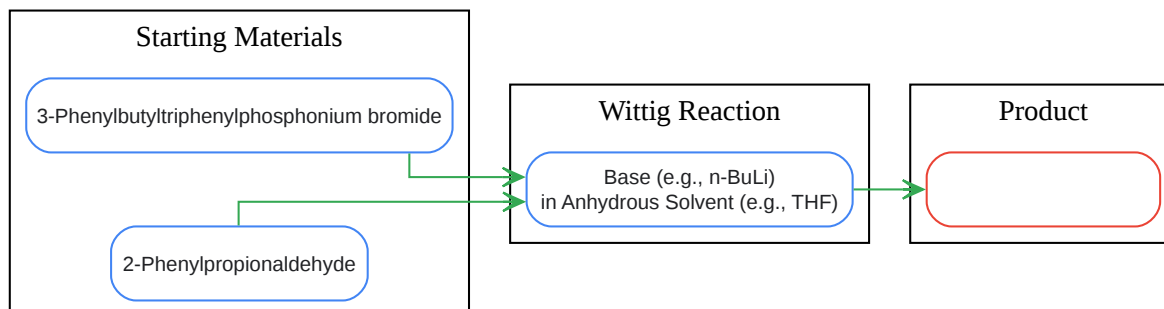 Starting Materials
3-Phenylbutyltriphenylphosphonium bromide
2-Phenylpropionaldehyde
Wittig Reaction
Base (e.g., n-BuLi)
in Anhydrous Solvent (e.g., THF)
Product